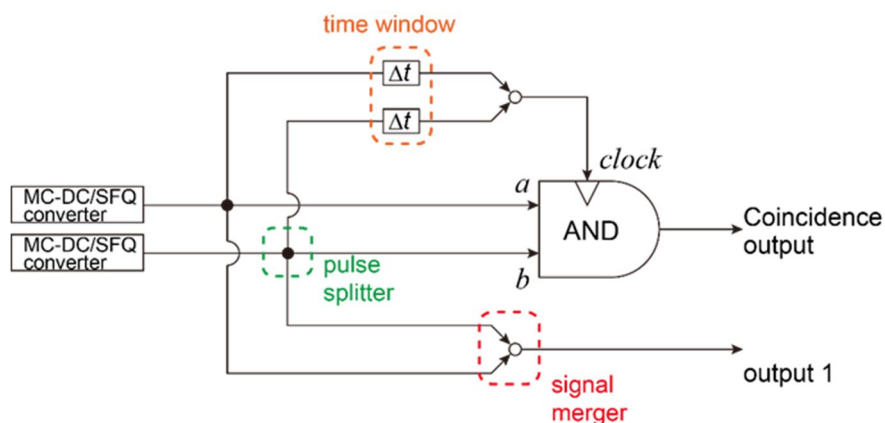 time window
Δt
Δt
clock
MC-DC/SFQ
converter
a
AND
Coincidence
output
MC-DC/SFQ
converter
b
pulse
splitter
output 1
signal
merger